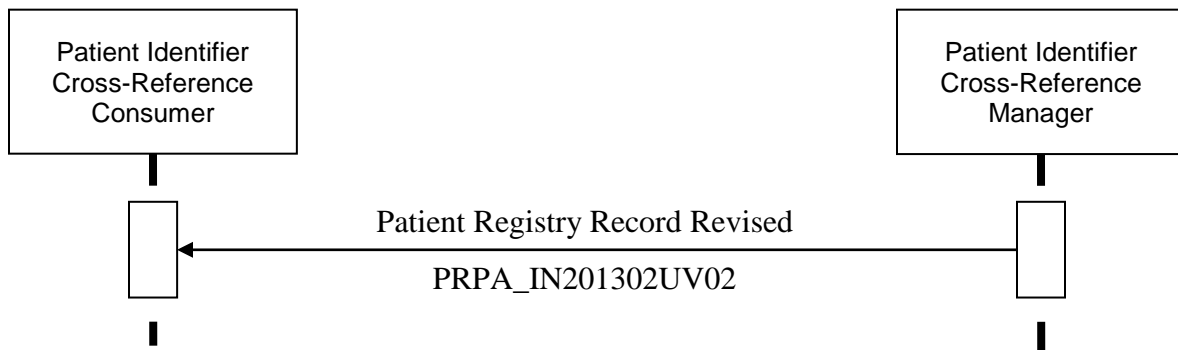 Patient Identifier
Cross-Reference
Consumer
Patient Identifier
Cross-Reference
Manager
Patient Registry Record Revised
PRPA_IN201302UV02